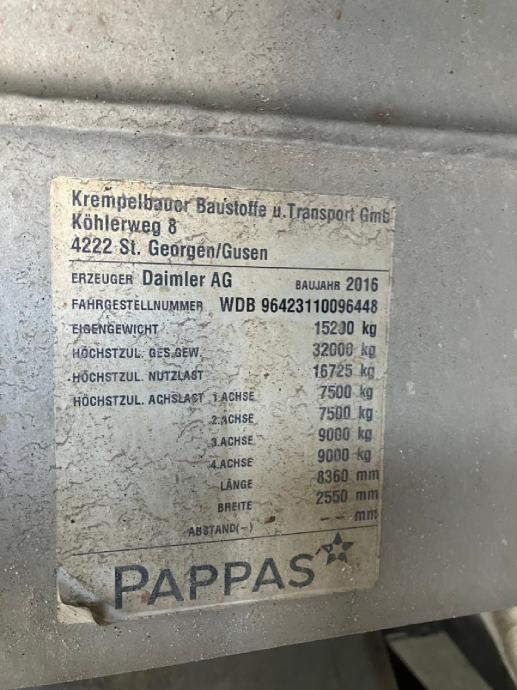 Krempelbauer Baustoffe u.Transport GmbH
Köhlerweg 8
4222 St. Georgen/Gusen
ERZEUGER Daimler AG BAUJAHR 2016
FAHRGESTELLNUMMER WDB 96423110096448
EIGENGEWICHT 15200 kg
HÖCHSTZUL. GES.GEW. 32000 kg
HÖCHSTZUL. NUTZLAST 16725 kg
HÖCHSTZUL. ACHSLAST 1.ACHSE 7500 kg
2.ACHSE 7500 kg
3.ACHSE 9000 kg
4.ACHSE 9000 kg
LÄNGE 8360 mm
BREITE 2550 mm
ABSTAND(–) –– mm
PAPPAS